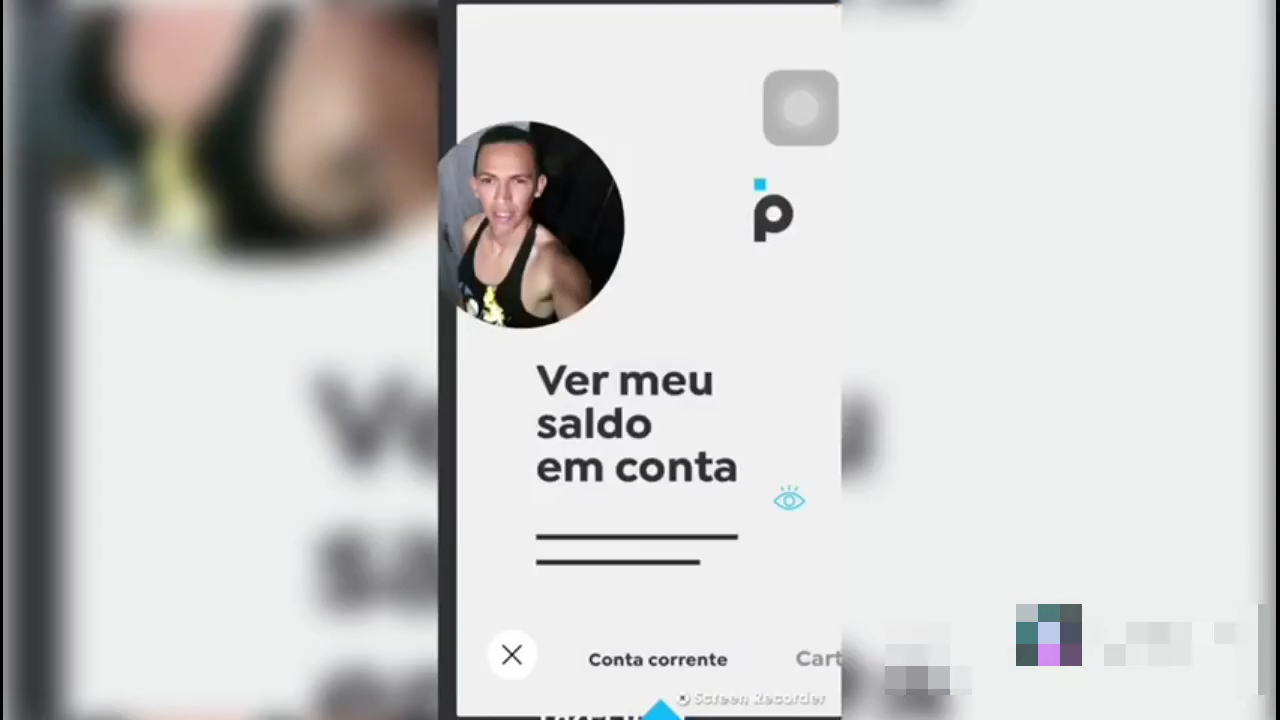 p
Ver meu
saldo
em conta
Conta corrente
Cart
Screen Recorder